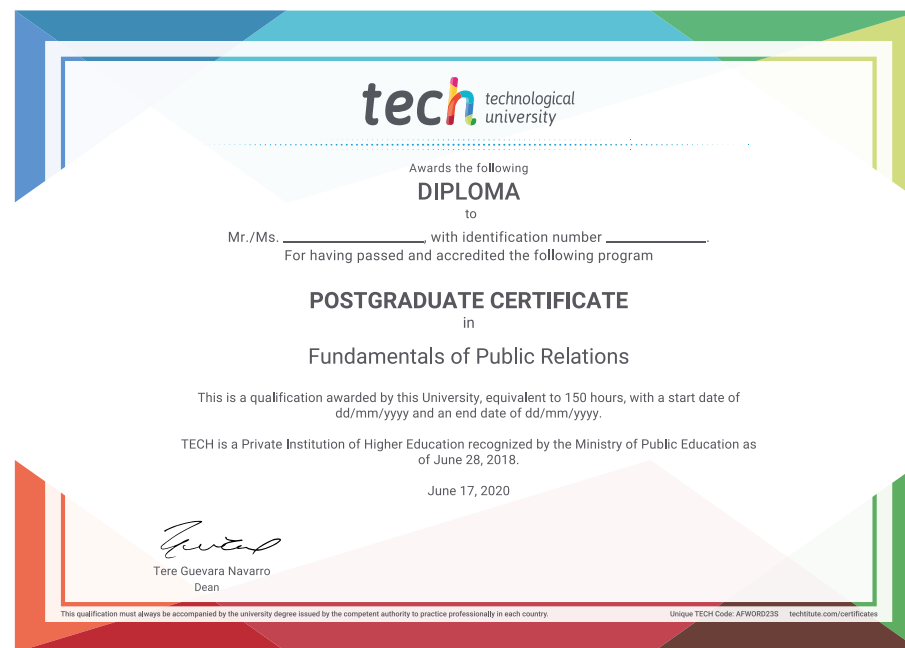 tech technological
university
Awards the following
DIPLOMA
to
Mr./Ms. ____________, with identification number ____________.
For having passed and accredited the following program
POSTGRADUATE CERTIFICATE
in
Fundamentals of Public Relations
This is a qualification awarded by this University, equivalent to 150 hours, with a start date of
dd/mm/yyyy and an end date of dd/mm/yyyy.
TECH is a Private Institution of Higher Education recognized by the Ministry of Public Education as
of June 28, 2018.
June 17, 2020
Tere Guevara Navarro
Dean
This qualification must always be accompanied by the university degree issued by the competent authority to practice professionally in each country. Unique TECH Code: AFWORD23S techtitute.com/certificates